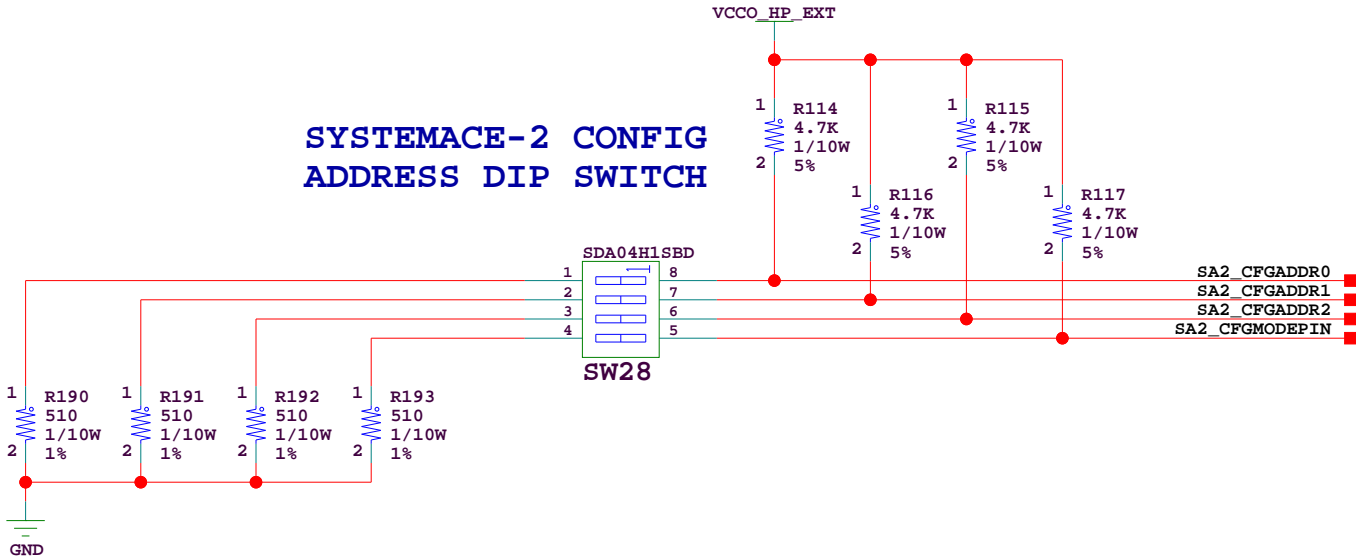 VCCO_HP_EXT
SYSTEMACE-2 CONFIG
ADDRESS DIP SWITCH
1 R114
4.7K
1/10W
2 5%
1 R115
4.7K
1/10W
2 5%
1 R116
4.7K
1/10W
2 5%
1 R117
4.7K
1/10W
2 5%
SDA04H1SBD
1 1 8
2 7
3 6
4 5
SW28
SA2_CFGADDR0
SA2_CFGADDR1
SA2_CFGADDR2
SA2_CFGMODEPIN
1 R190
510
1/10W
2 1%
1 R191
510
1/10W
2 1%
1 R192
510
1/10W
2 1%
1 R193
510
1/10W
2 1%
GND